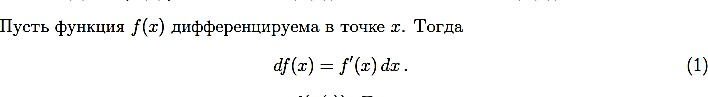 Пусть функция f(x) дифференцируема в точке x. Тогда
df(x) = f′(x) dx . (1)